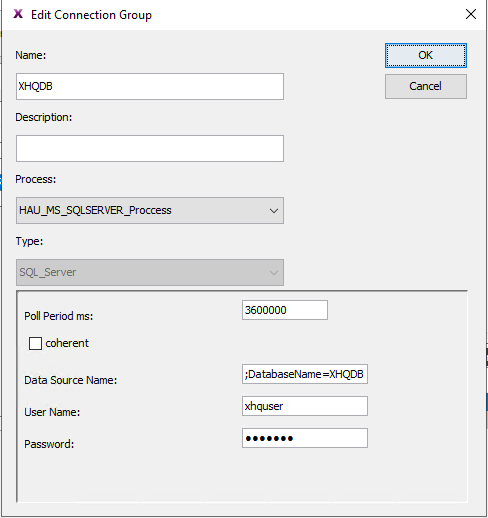 X Edit Connection Group
Name:
OK
XHQDB
Cancel
Description:
Process:
HAU_MS_SQLSERVER_Proccess
Type:
SQL_Server
Poll Period ms:
3600000
coherent
Data Source Name:
;DatabaseName=XHQDB
User Name:
xhquser
Password:
●●●●●●●